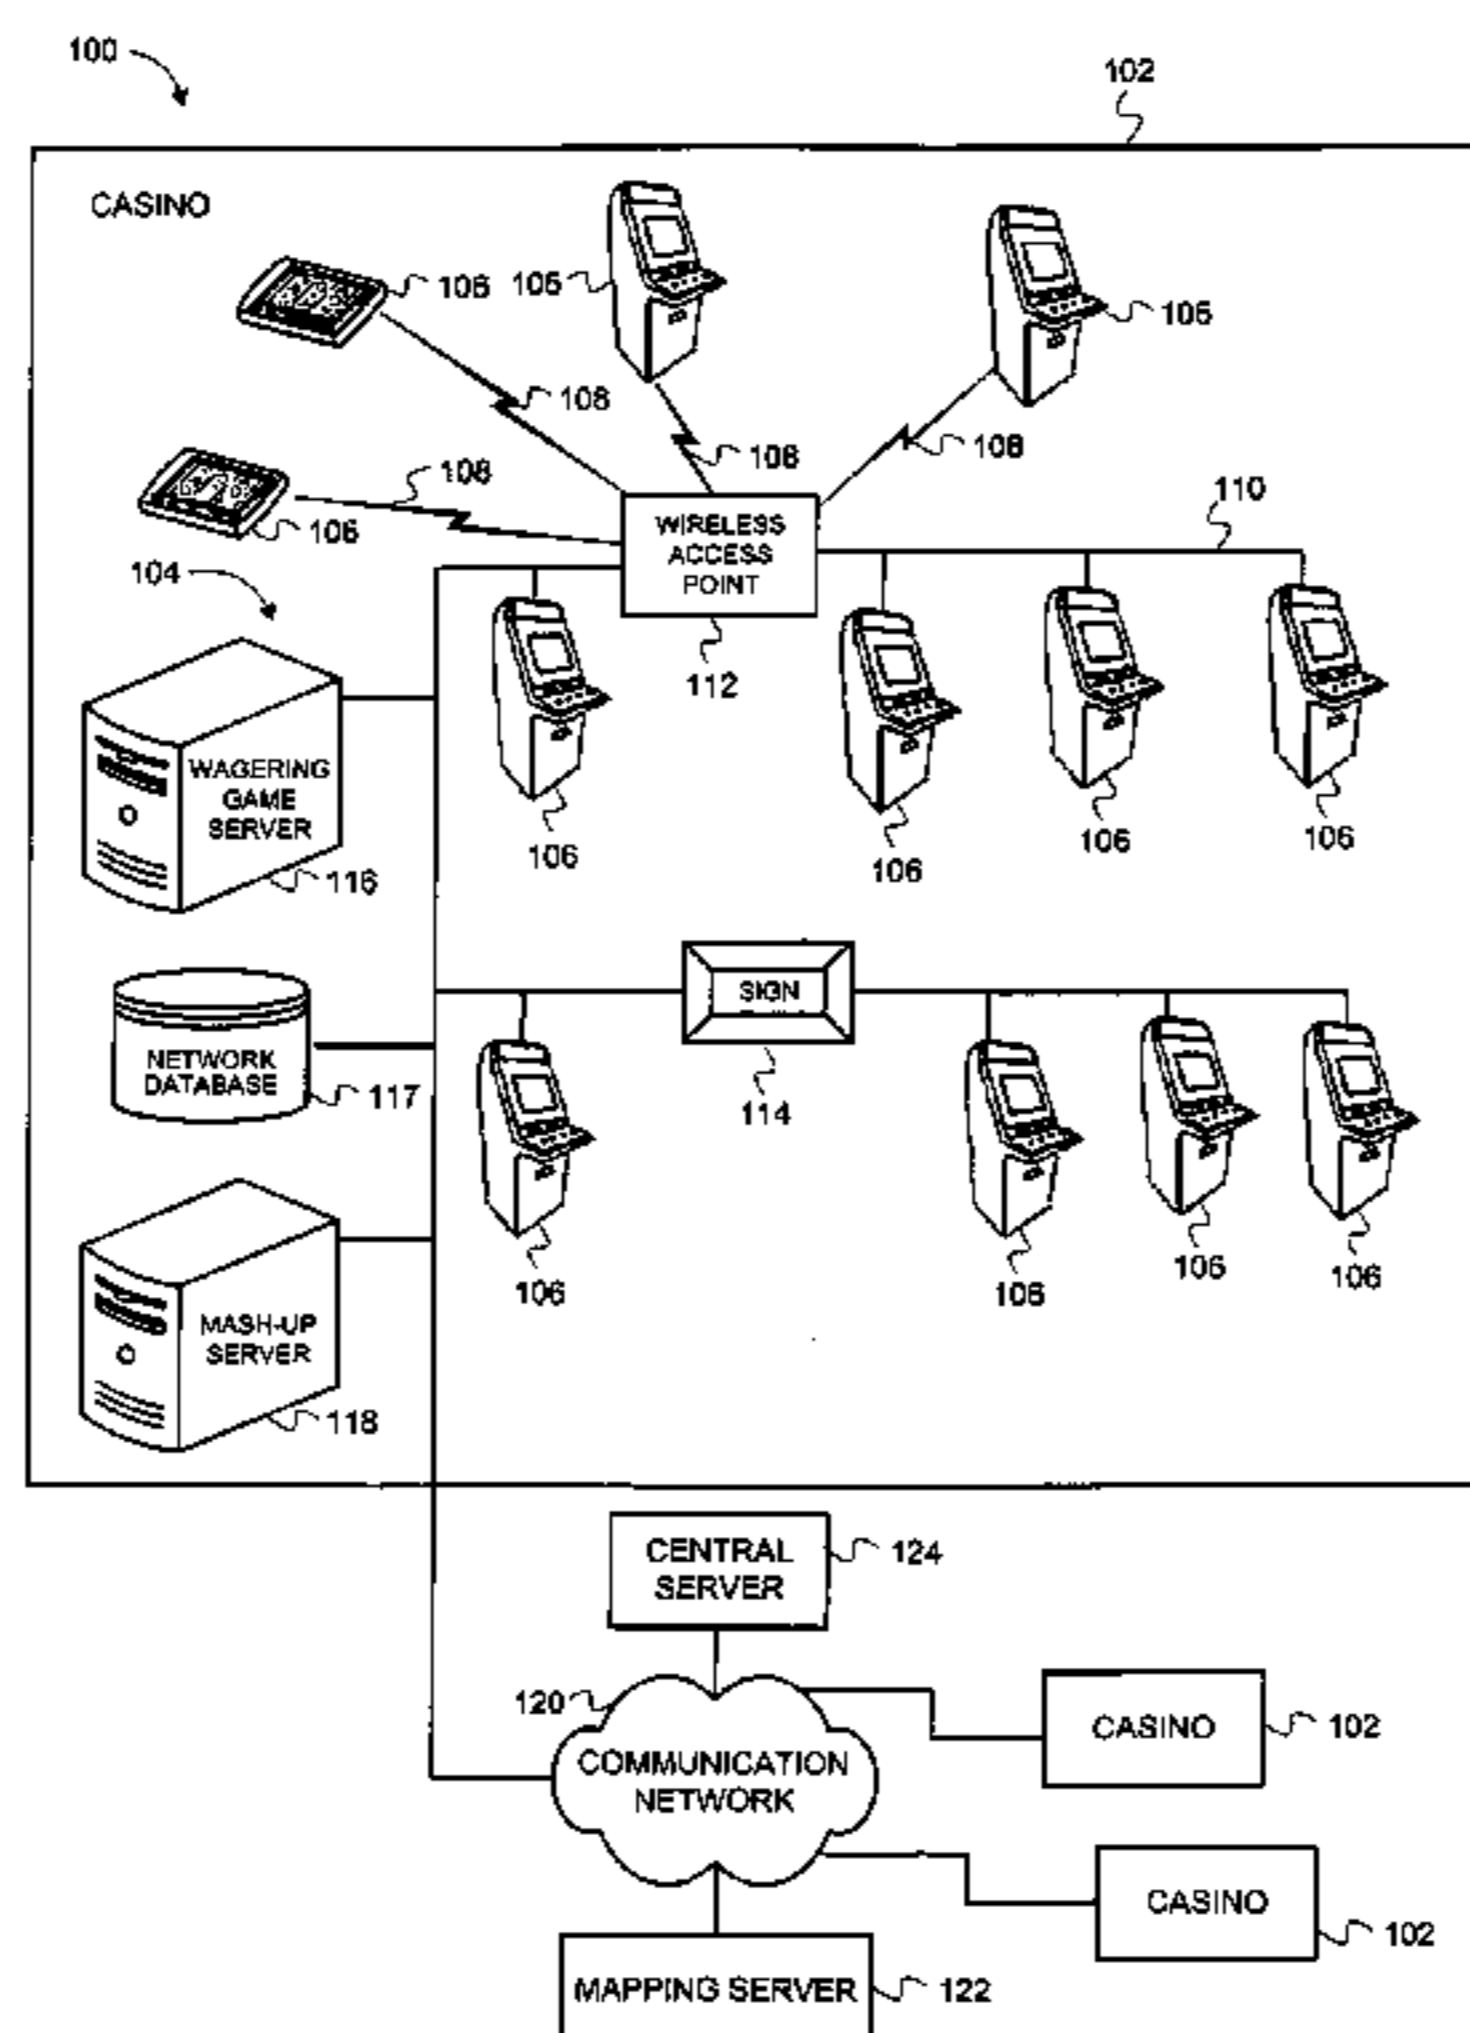 100
102
CASINO
106
106
106
108
108
108
108
106
110
WIRELESS
ACCESS
POINT
104
112
WAGERING
GAME
SERVER
116
106
106
106
106
SIGN
NETWORK
DATABASE
117
114
106
106
106
106
MASH-UP
SERVER
118
CENTRAL
SERVER
124
120
COMMUNICATION
NETWORK
CASINO
102
CASINO
102
MAPPING SERVER
122